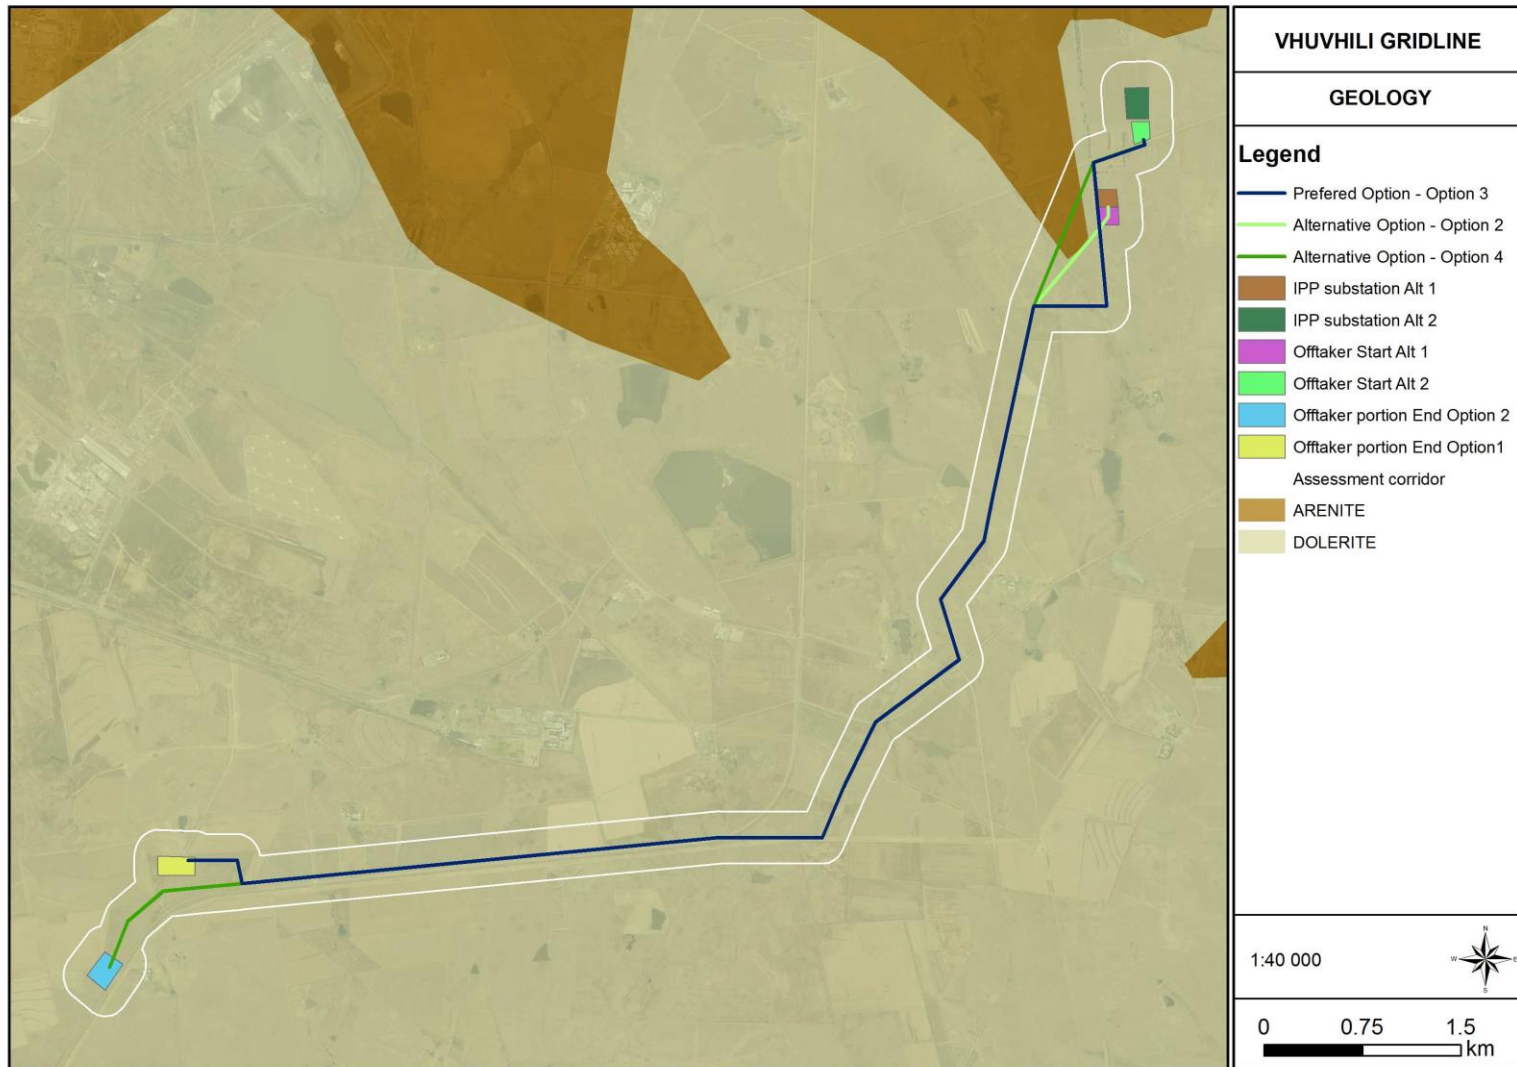 VHUVHILI GRIDLINE
GEOLOGY
Legend
Prefered Option - Option 3
Alternative Option - Option 2
Alternative Option - Option 4
IPP substation Alt 1
IPP substation Alt 2
Offtaker Start Alt 1
Offtaker Start Alt 2
Offtaker portion End Option 2
Offtaker portion End Option1
Assessment corridor
ARENITE
DOLERITE
1:40 000
N
W E
S
0 0.75 1.5
km